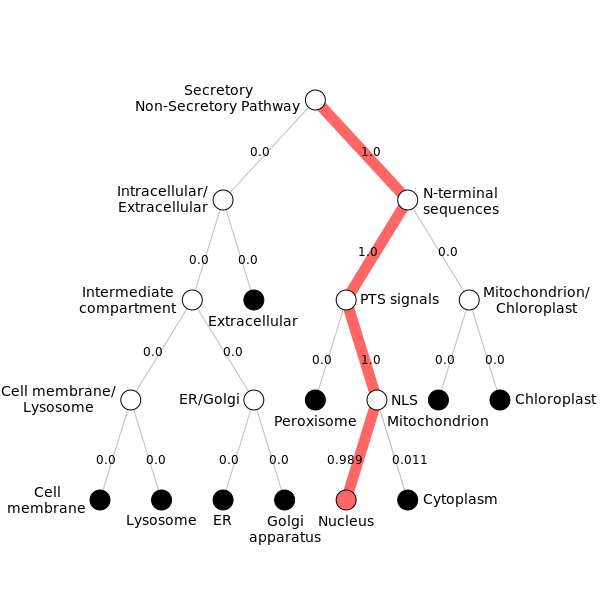 Secretory
Non-Secretory Pathway
0.0
1.0
Intracellular/
Extracellular
N-terminal
sequences
0.0
0.0
1.0
0.0
Intermediate
compartment
Extracellular
PTS signals
Mitochondrion/
Chloroplast
0.0
0.0
0.0
1.0
0.0
0.0
Cell membrane/
Lysosome
ER/Golgi
Peroxisome
NLS
Mitochondrion
Chloroplast
0.0
0.0
0.0
0.0
0.989
0.011
Cell
membrane
Lysosome
ER
Golgi
apparatus
Nucleus
Cytoplasm